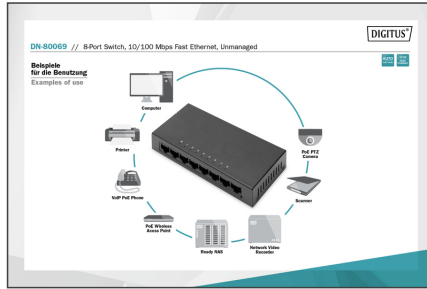 DIGITUS®
DN-80069 // 8-Port Switch, 10/100 Mbps Fast Ethernet, Unmanaged
AUTO
Beispiele
für die Benutzung
Examples of use
Computer
Printer
PoE PTZ
Camera
VoIP PoE Phone
Scanner
PoE Wireless
Access Point
Ready NAS
Network Video
Recorder